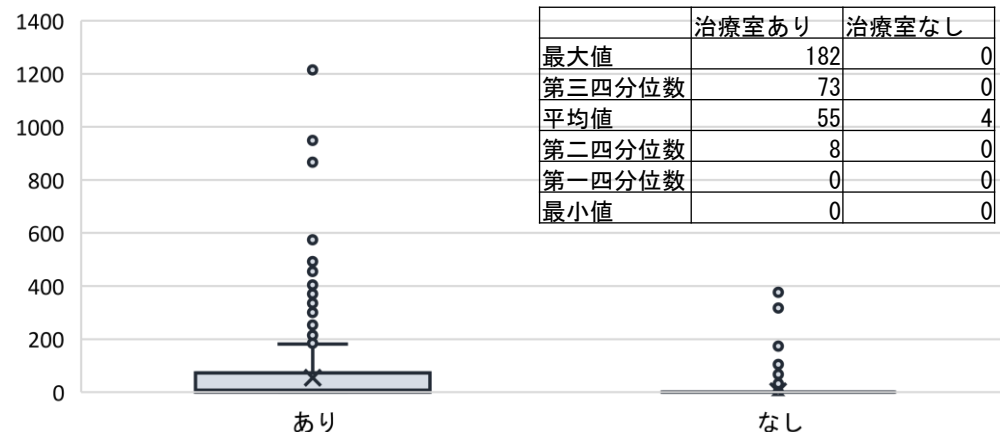 1400
1200
1000
800
600
400
200
0
治療室あり 治療室なし
最大値 182 0
第三四分位数 73 0
平均値 55 4
第二四分位数 8 0
第一四分位数 0 0
最小値 0 0
あり なし